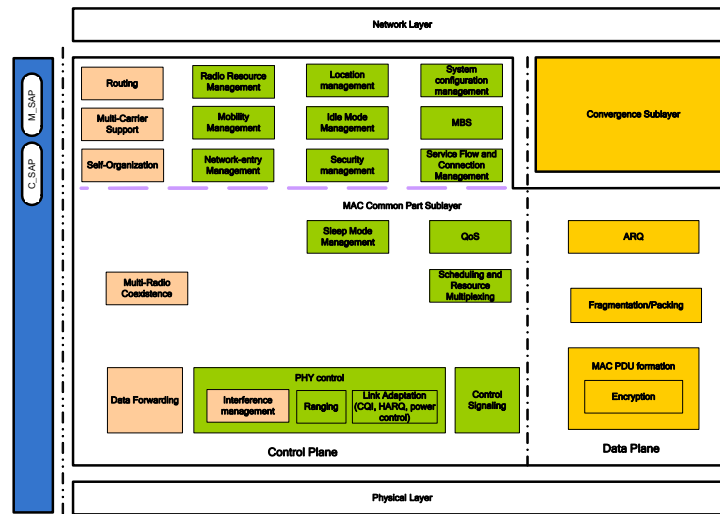 Network Layer
M_SAP
C_SAP
Routing
Radio Resource
Management
Location
management
System
configuration
management
Convergence Sublayer
Multi-Carrier
Support
Mobility
Management
Idle Mode
Management
MBS
Self-Organization
Network-entry
Management
Security
management
Service Flow and
Connection
Management
MAC Common Part Sublayer
Sleep Mode
Management
QoS
ARQ
Multi-Radio
Coexistence
Scheduling and
Resource
Multiplexing
Fragmentation/Packing
Data Forwarding
PHY control
Interference
management
Ranging
Link Adaptation
(CQI, HARQ, power
control)
Control
Signaling
MAC PDU formation
Encryption
Control Plane
Data Plane
Physical Layer